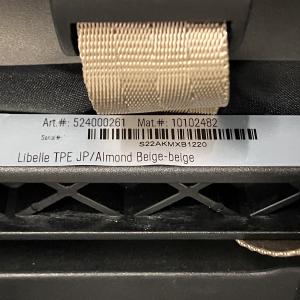 Art.#: 524000261 Mat.#: 10102482
Serial#:
S22AKMXB1220
Libelle TPE JP/Almond Beige-beige